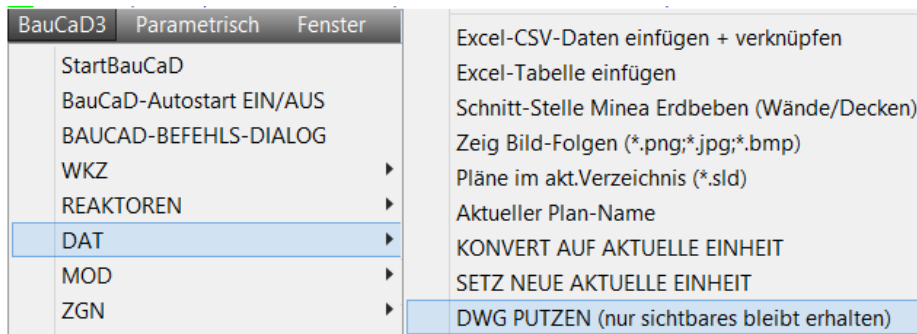 BauCaD3 Parametrisch Fenster
StartBauCaD
BauCaD-Autostart EIN/AUS
BAUCAD-BEFEHLS-DIALOG
WKZ
REAKTOREN
DAT
MOD
ZGN
Excel-CSV-Daten einfügen + verknüpfen
Excel-Tabelle einfügen
Schnitt-Stelle Minea Erdbeben (Wände/Decken)
Zeig Bild-Folgen (*.png;*.jpg;*.bmp)
Pläne im akt.Verzeichnis (*.sld)
Aktueller Plan-Name
KONVERT AUF AKTUELLE EINHEIT
SETZ NEUE AKTUELLE EINHEIT
DWG PUTZEN (nur sichtbares bleibt erhalten)